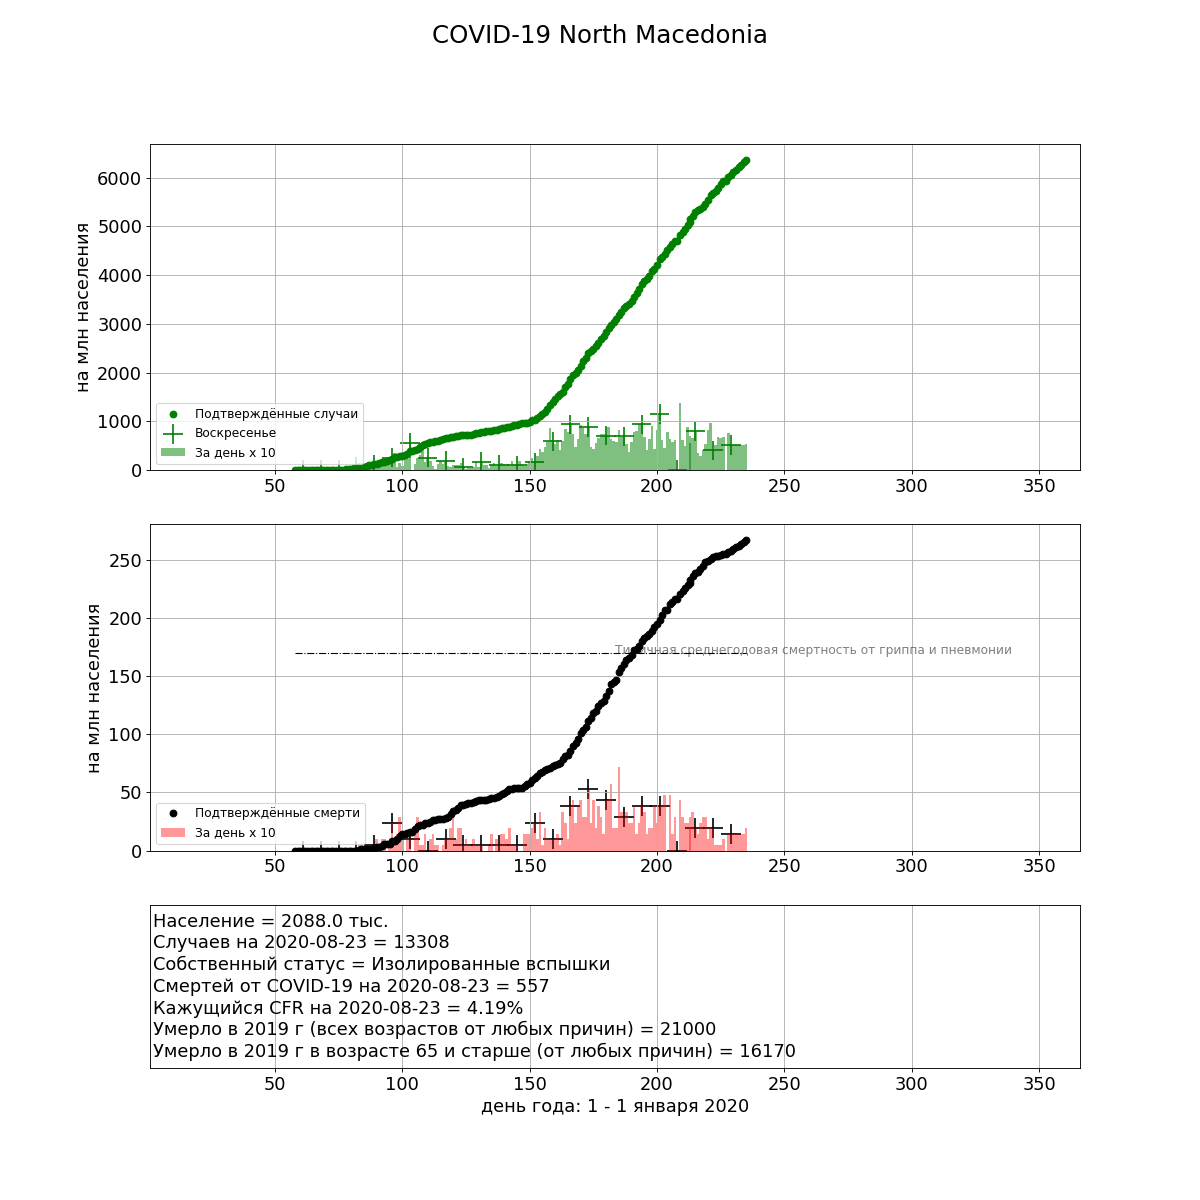 COVID-19 North Macedonia
6000
5000
4000
3000
2000
1000
0
на млн населения
Подтверждённые случаи
Воскресенье
За день x 10
50 100 150 200 250 300 350
250
200
150
100
50
0
на млн населения
Типичная среднегодовая смертность от гриппа и пневмонии
Подтверждённые смерти
За день x 10
50 100 150 200 250 300 350
Население = 2088.0 тыс.
Случаев на 2020-08-23 = 13308
Собственный статус = Изолированные вспышки
Смертей от COVID-19 на 2020-08-23 = 557
Кажущийся CFR на 2020-08-23 = 4.19%
Умерло в 2019 г (всех возрастов от любых причин) = 21000
Умерло в 2019 г в возрасте 65 и старше (от любых причин) = 16170
50 100 150 200 250 300 350
день года: 1 - 1 января 2020